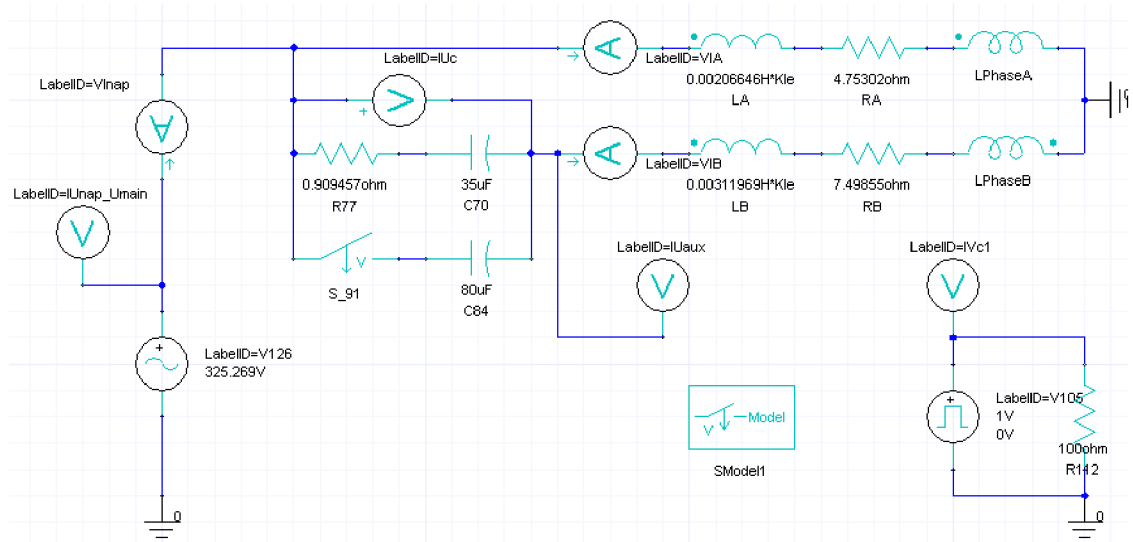 LabelID=VInap
LabelID=IUnap_Umain
LabelID=V126
325.269V
0
LabelID=IUc
0.909457ohm
R77
35uF
C70
S_91
80uF
C84
LabelID=VIA
0.00206646H*Kle
LA
4.75302ohm
RA
LPhaseA
LabelID=VIB
0.00311969H*Kle
LB
7.49855ohm
RB
LPhaseB
LabelID=IUaux
LabelID=IVc1
Model
SModel1
LabelID=V105
1V
0V
100ohm
R142
0